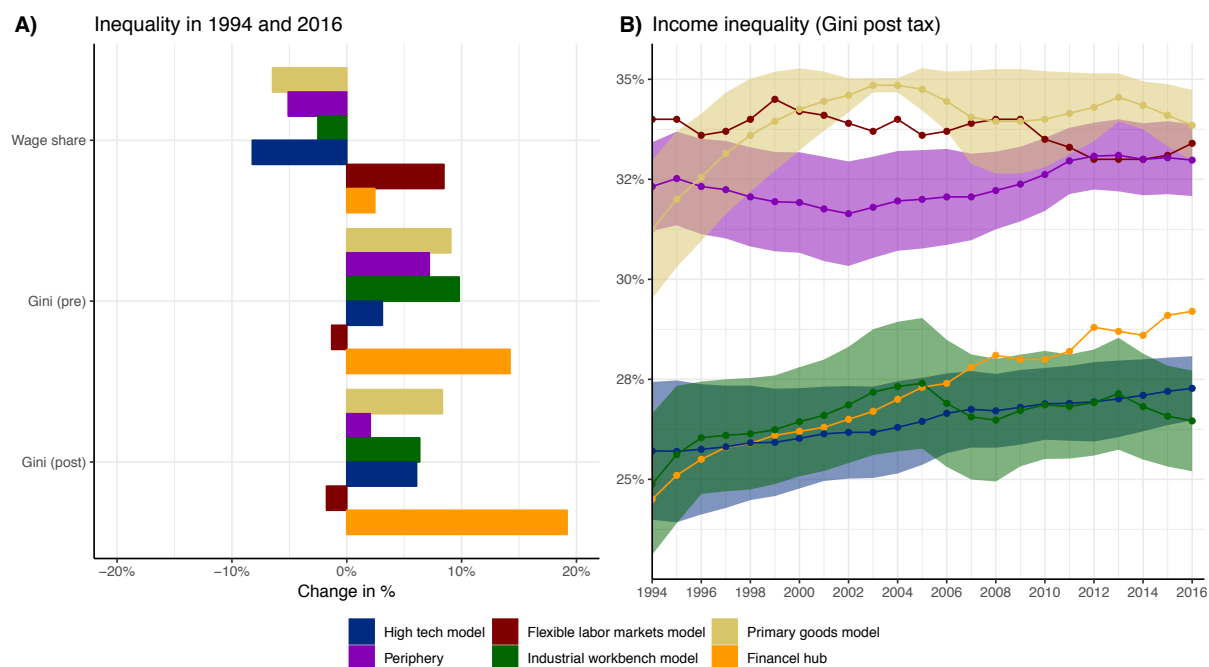 A) Inequality in 1994 and 2016
Wage share
Gini (pre)
Gini (post)
−20% −10% 0% 10% 20%
Change in %
B) Income inequality (Gini post tax)
35%
32%
30%
28%
25%
1994 1996 1998 2000 2002 2004 2006 2008 2010 2012 2014 2016
High tech model Flexible labor markets model Primary goods model
Periphery Industrial workbench model Financel hub